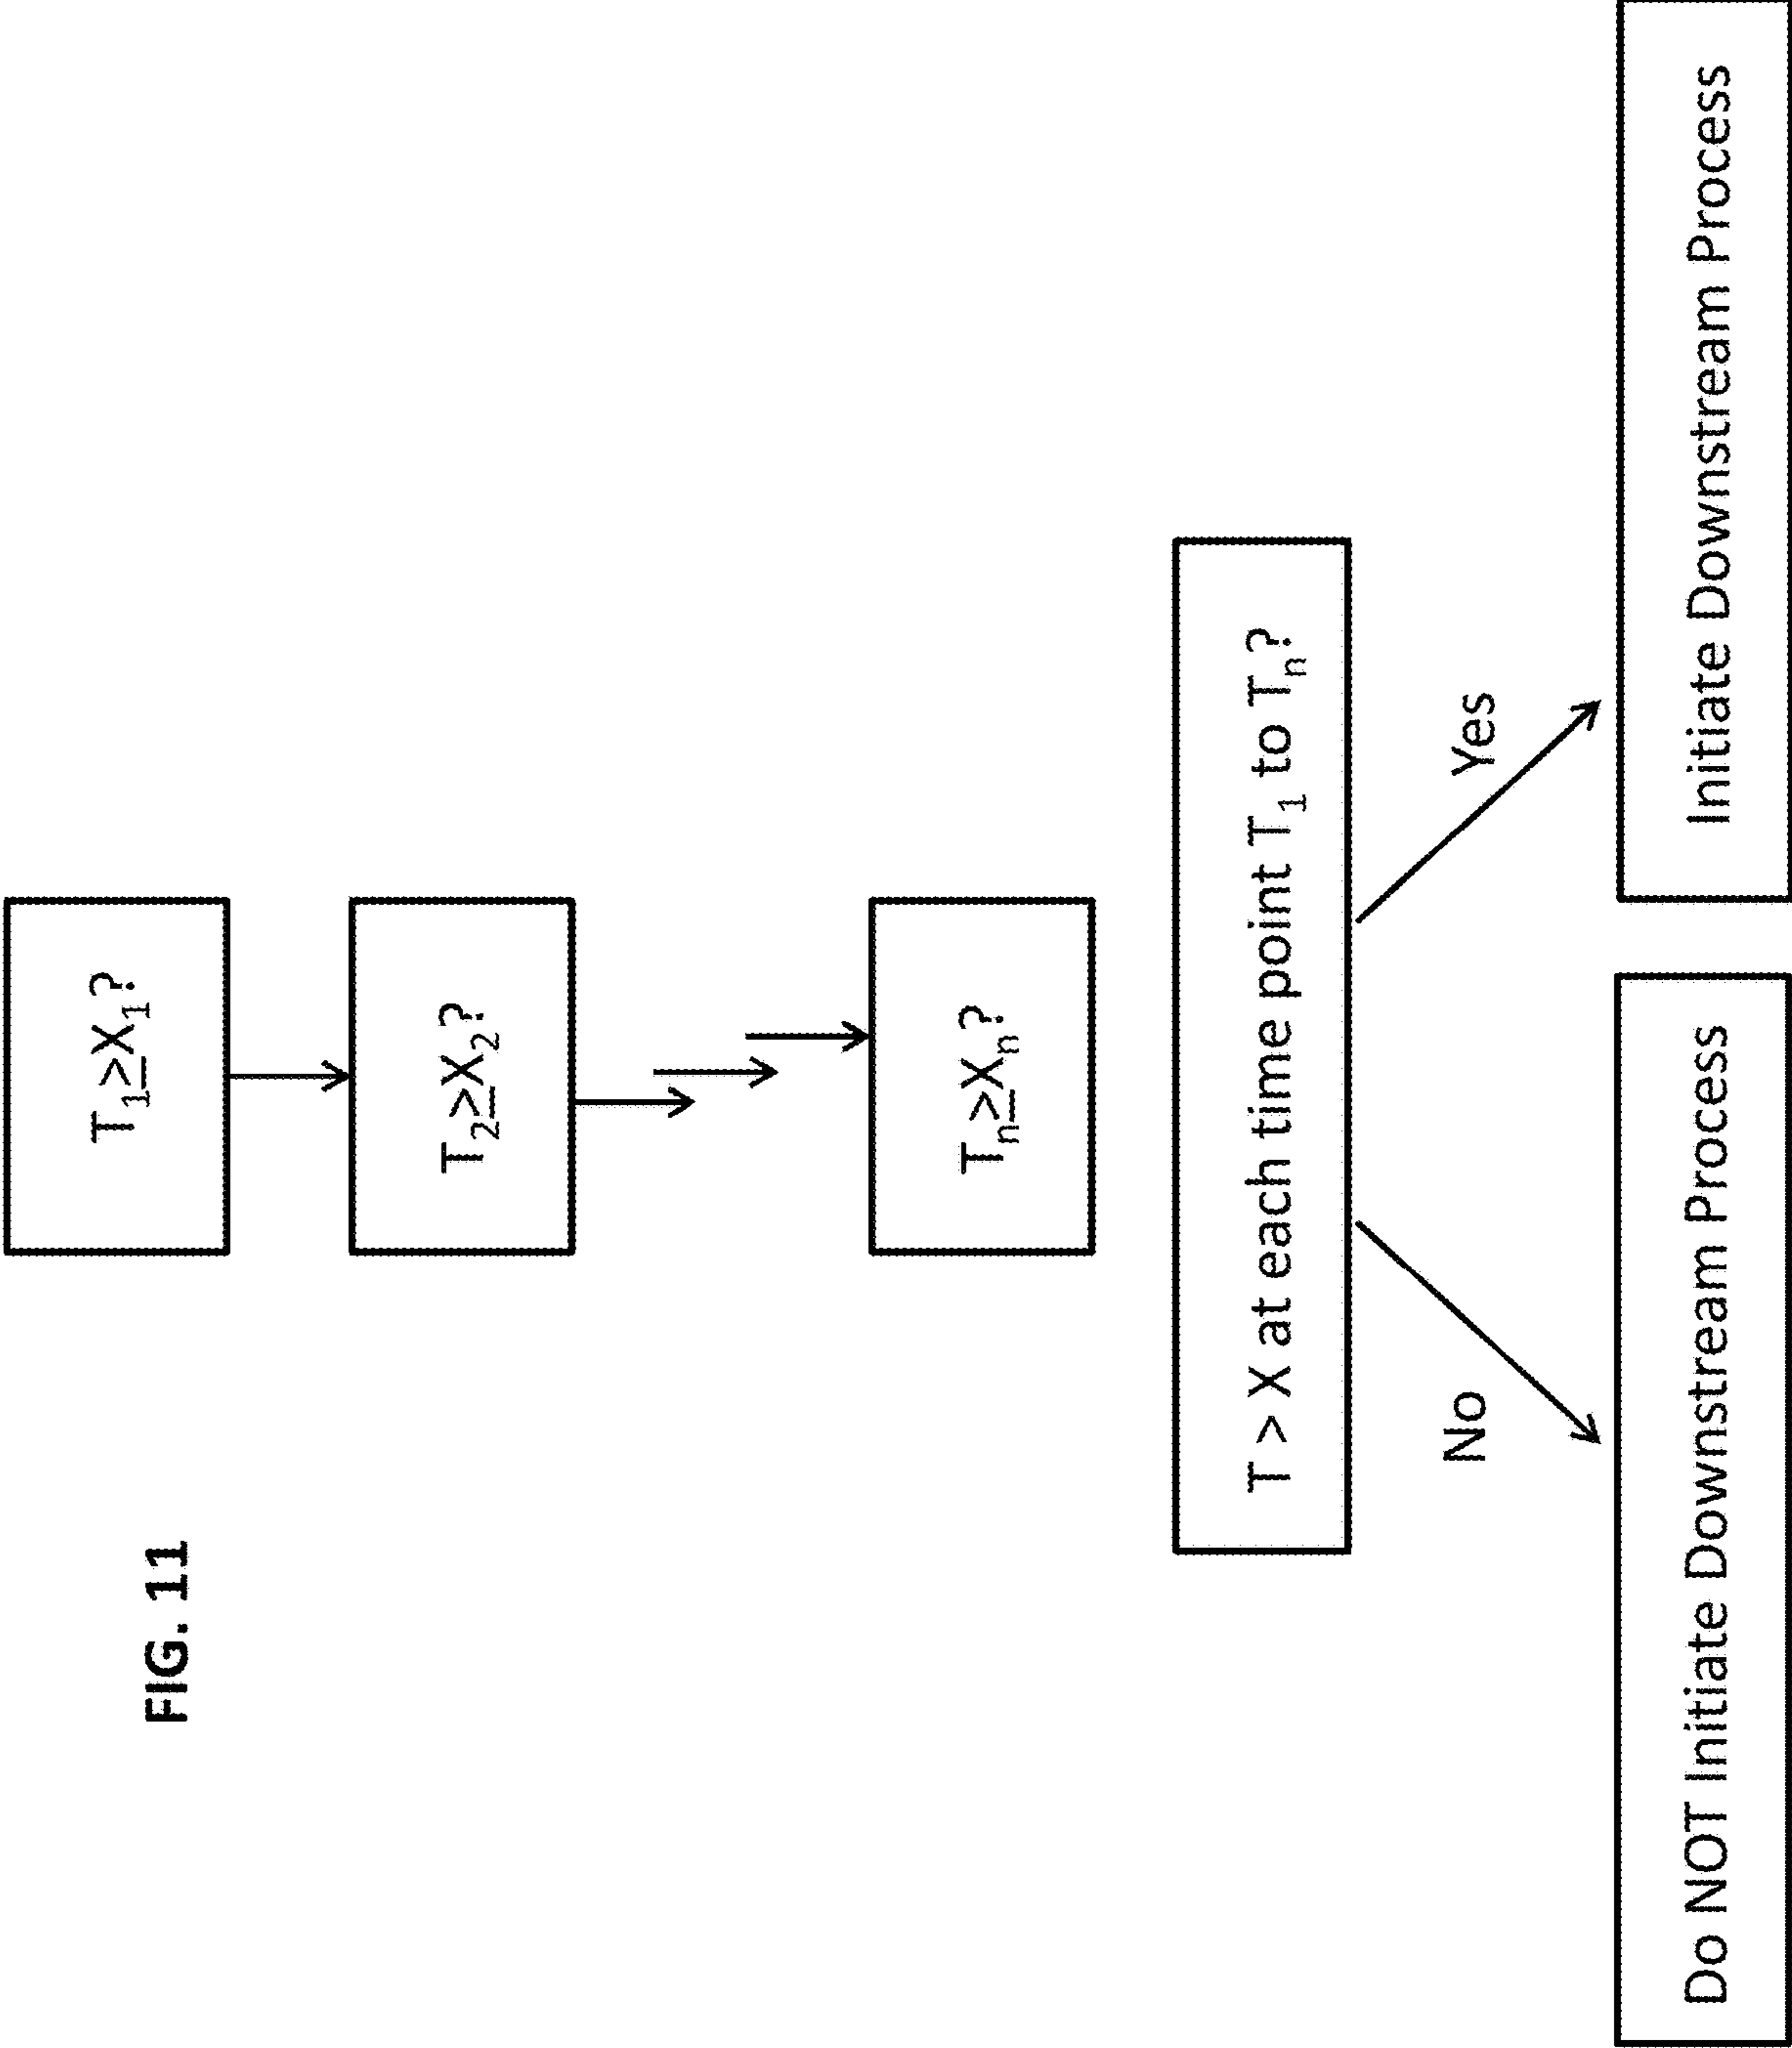 FIG. 11
T₁≥X₁?
T₂≥X₂?
Tₙ≥Xₙ?
T > X at each time point T₁ to Tₙ?
No
Yes
Do NOT Initiate Downstream Process
Initiate Downstream Process